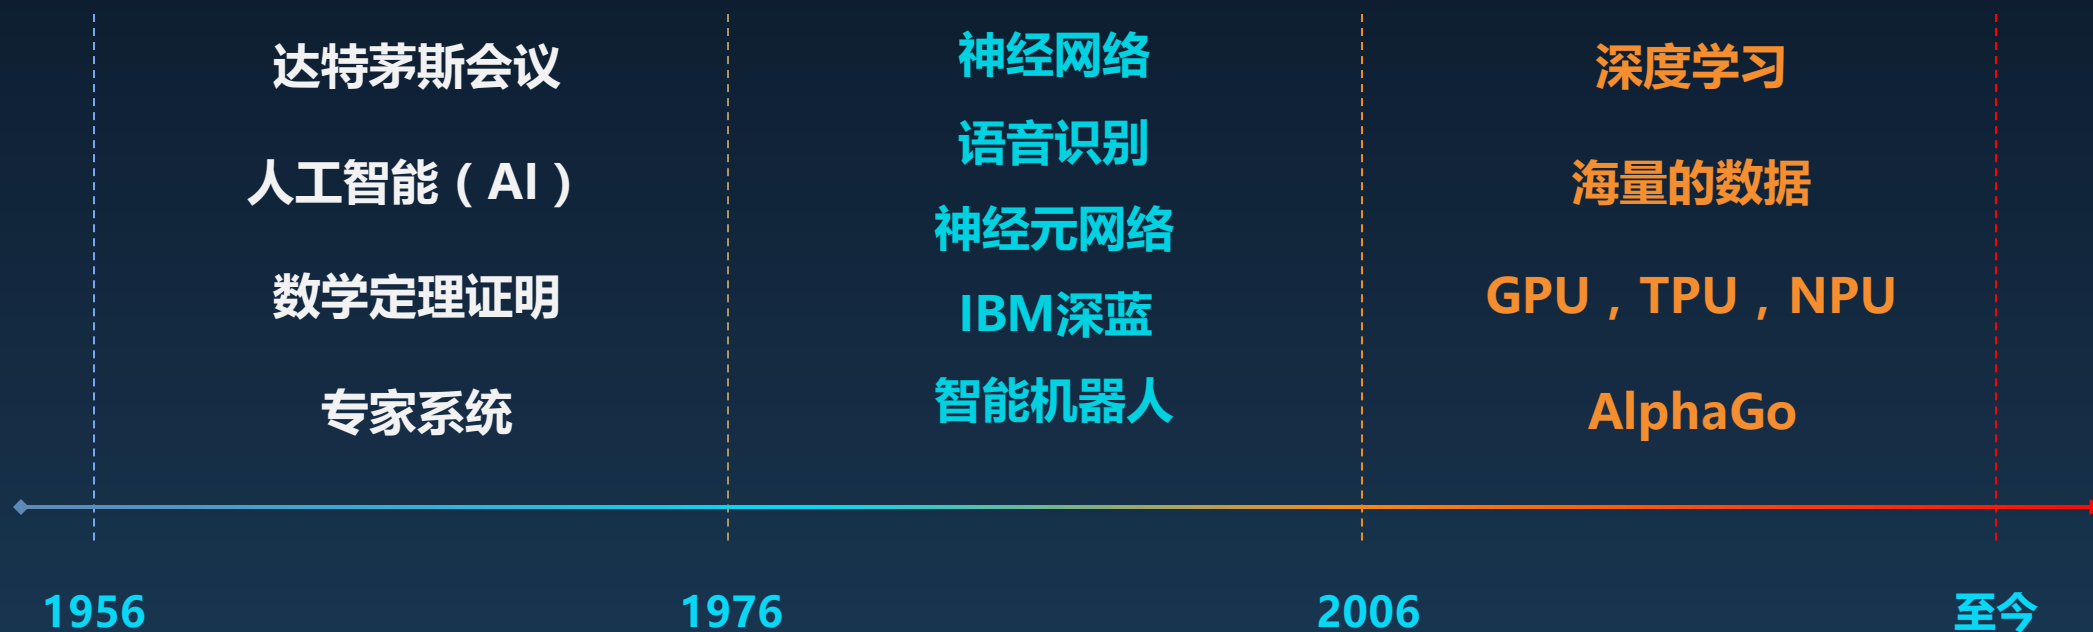 达特茅斯会议
人工智能（AI）
数学定理证明
专家系统
神经网络
语音识别
神经元网络
IBM深蓝
智能机器人
深度学习
海量的数据
GPU，TPU，NPU
AlphaGo
1956
1976
2006
至今